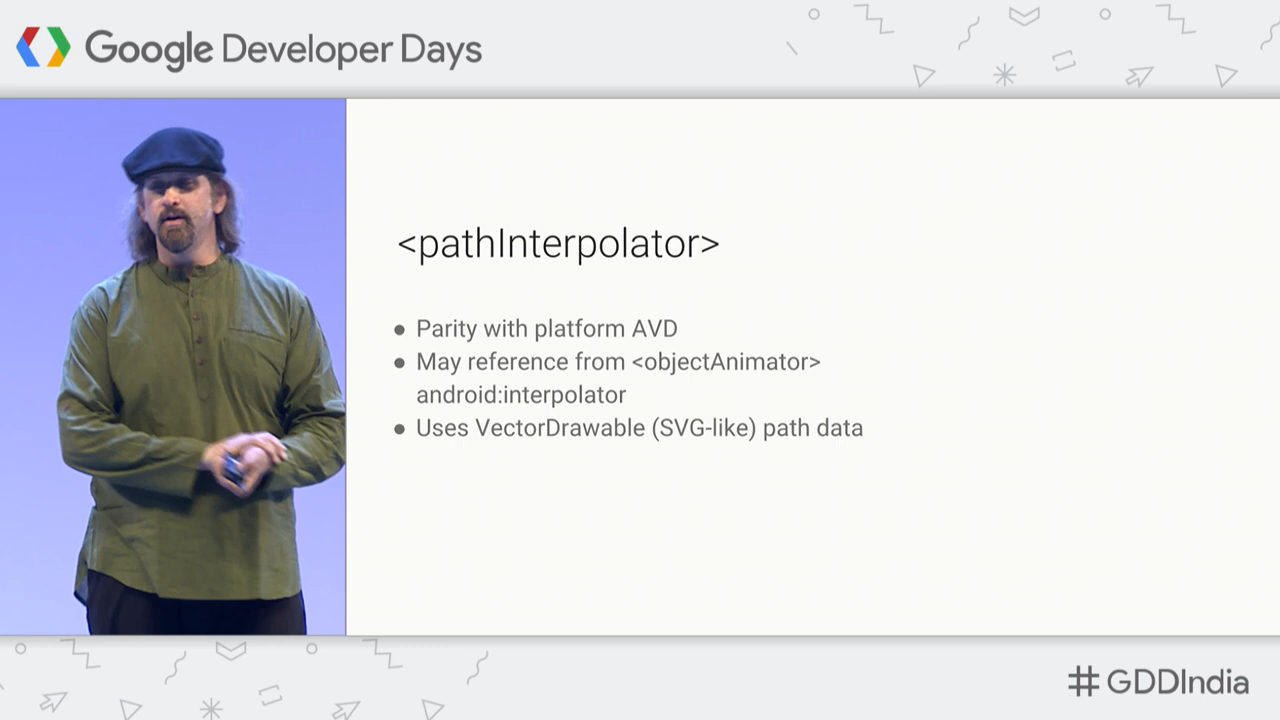 Google Developer Days
<pathInterpolator>
● Parity with platform AVD
● May reference from <objectAnimator>
android:interpolator
● Uses VectorDrawable (SVG-like) path data
#GDDIndia